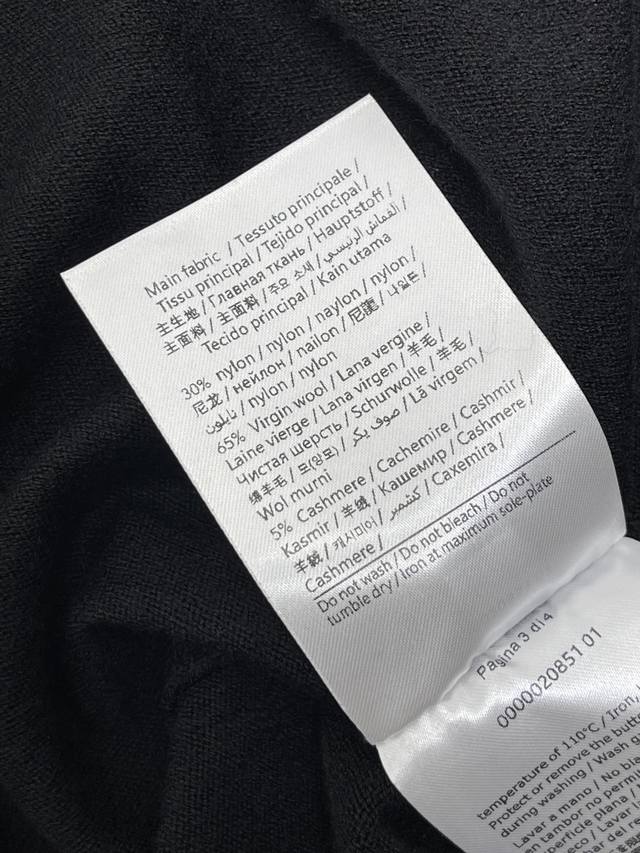 Main fabric / Tessuto principale /
Tissu principal / Tejido principal /
主生地 / Главная ткань / Hauptstoff /
主面料 / 主面料 / 주요 소새 / القماش الرئيسي /
Tecido principal / Kain utama
30% nylon / nylon / naylon / nylon /
尼龙 / нейлон / nailon / 尼龍 / 나일론 /
نايلون / nylon / nylon
65% Virgin wool / Lana vergine /
Laine vierge / Lana virgen / 羊毛 /
Чистая шерсть / Schurwolle / 羊毛 /
绵羊毛 / 모(양모) / صوف بكر / Lã virgem /
Wol murni
5% Cashmere / Cachemire / Cashmir /
Kasmir / 羊绒 / Кашемир / Cashmere /
羊絨 / 캐시미어 / كشمير / Caxemira /
Cashmere /
Do not wash / Do not bleach / Do not
tumble dry / Iron at maximum sole-plate
Pagina 3 di 4
0000020851 01
temperature of 110°C / Iron,
Protect or remove the butt
during washing / Wash
Lavar a mano / No bla